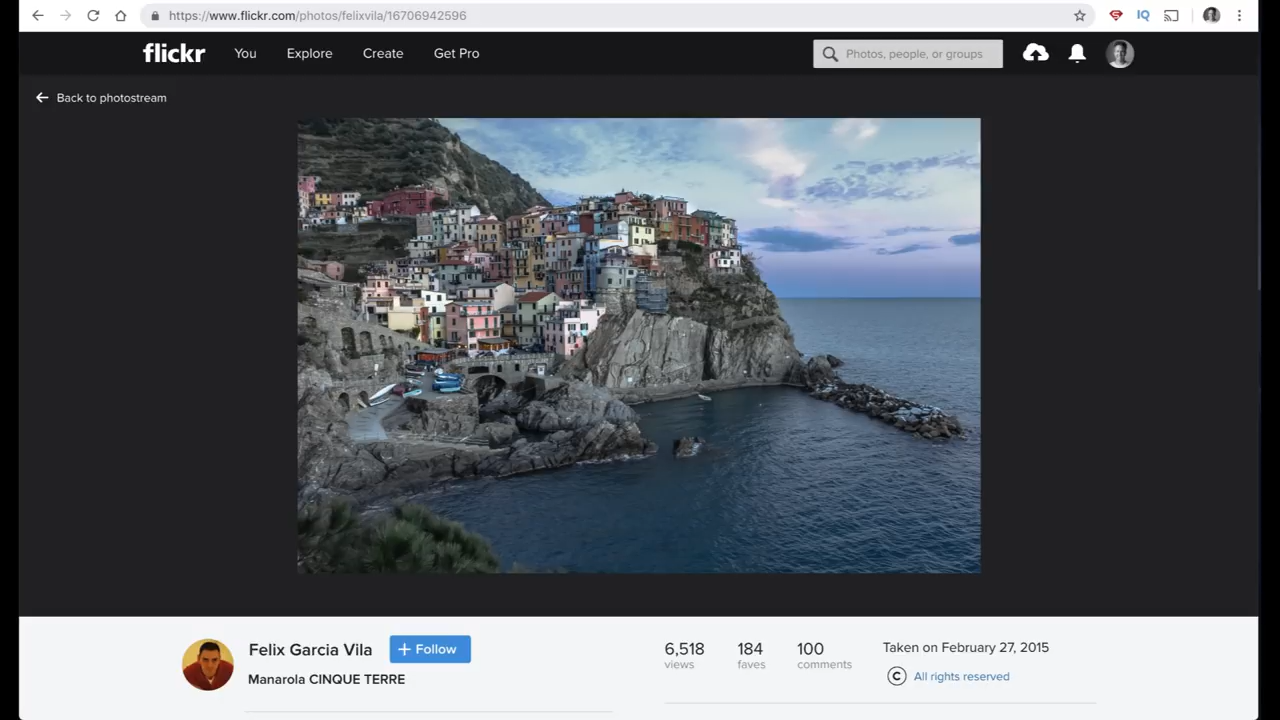 https://www.flickr.com/photos/felixvila/16706942596
IQ
flickr You Explore Create Get Pro Photos, people, or groups
Back to photostream
Felix Garcia Vila + Follow
Manarola CINQUE TERRE
6,518 184 100
views faves comments
Taken on February 27, 2015
© All rights reserved